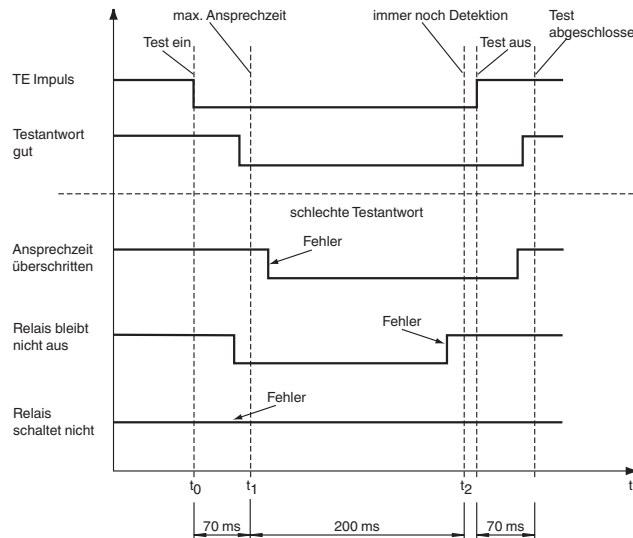 max. Ansprechzeit
immer noch Detektion
Test
abgeschlosse
Test ein
Test aus
TE Impuls
Testantwort
gut
schlechte Testantwort
Ansprechzeit
überschritten
Fehler
Relais bleibt
nicht aus
Fehler
Relais
schaltet nicht
Fehler
t0
t1
t2
t
70 ms
200 ms
70 ms